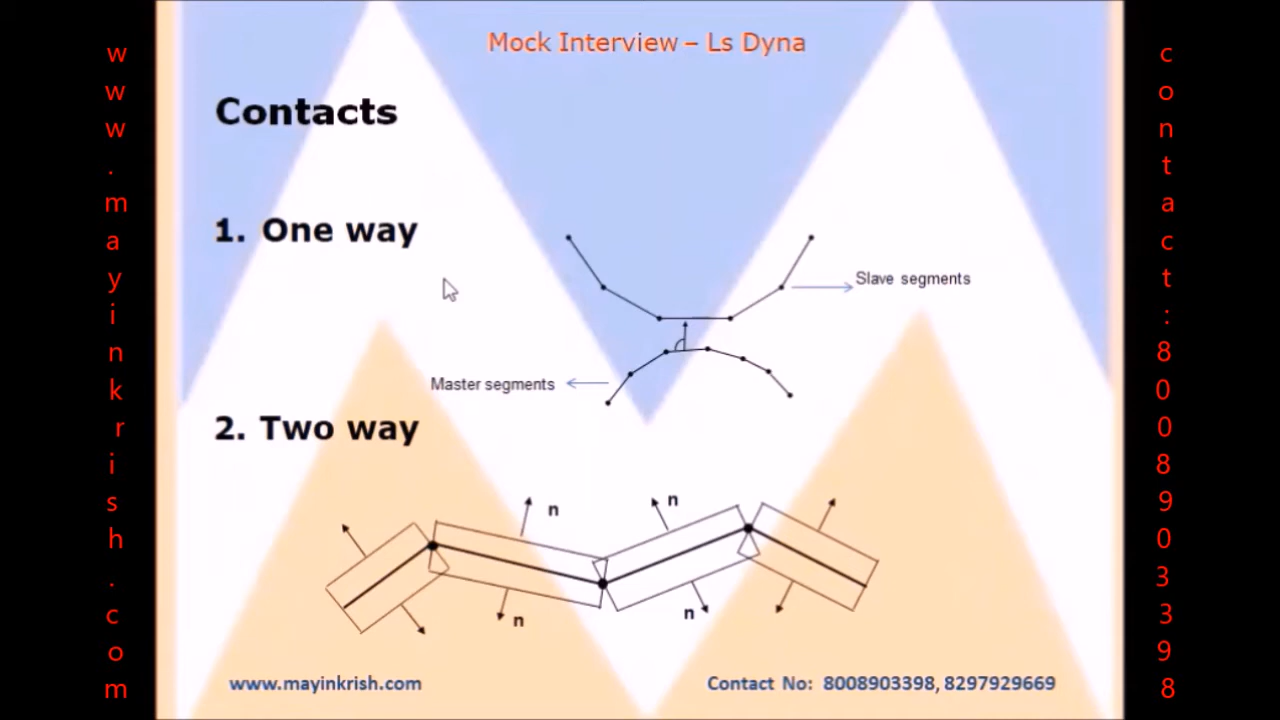 Mock Interview – Ls Dyna
Contacts
1. One way
Slave segments
Master segments
2. Two way
n
n
n
n
www.mayinkrish.com
Contact No: 8008903398, 8297929669
www.mayinkrish.com
contact:8008903398